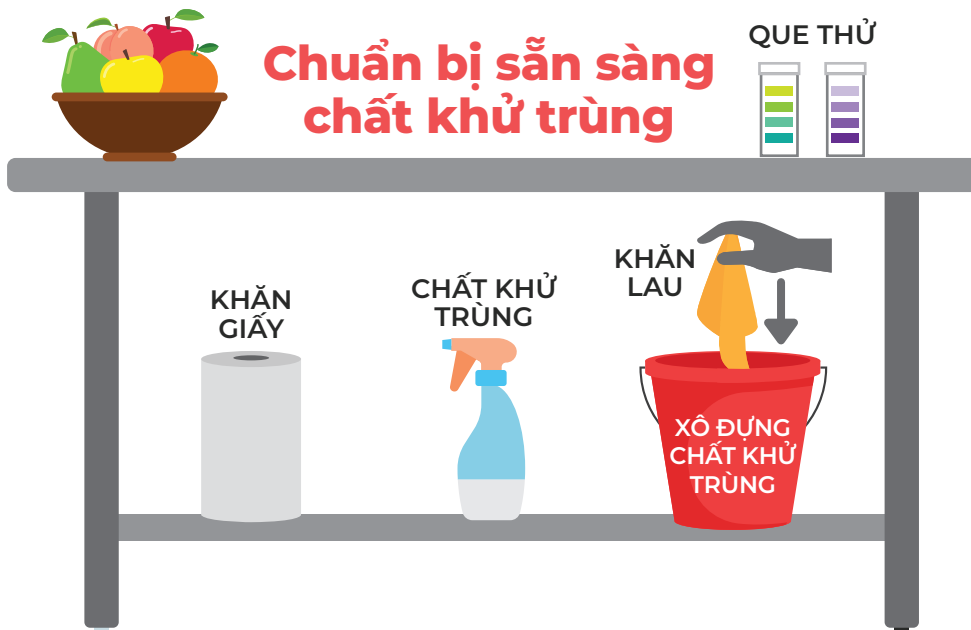 Chuẩn bị sẵn sàng
chất khử trùng
QUE THỬ
KHĂN
GIẤY
CHẤT KHỬ
TRÙNG
KHĂN
LAU
XÔ ĐỰNG
CHẤT KHỬ
TRÙNG